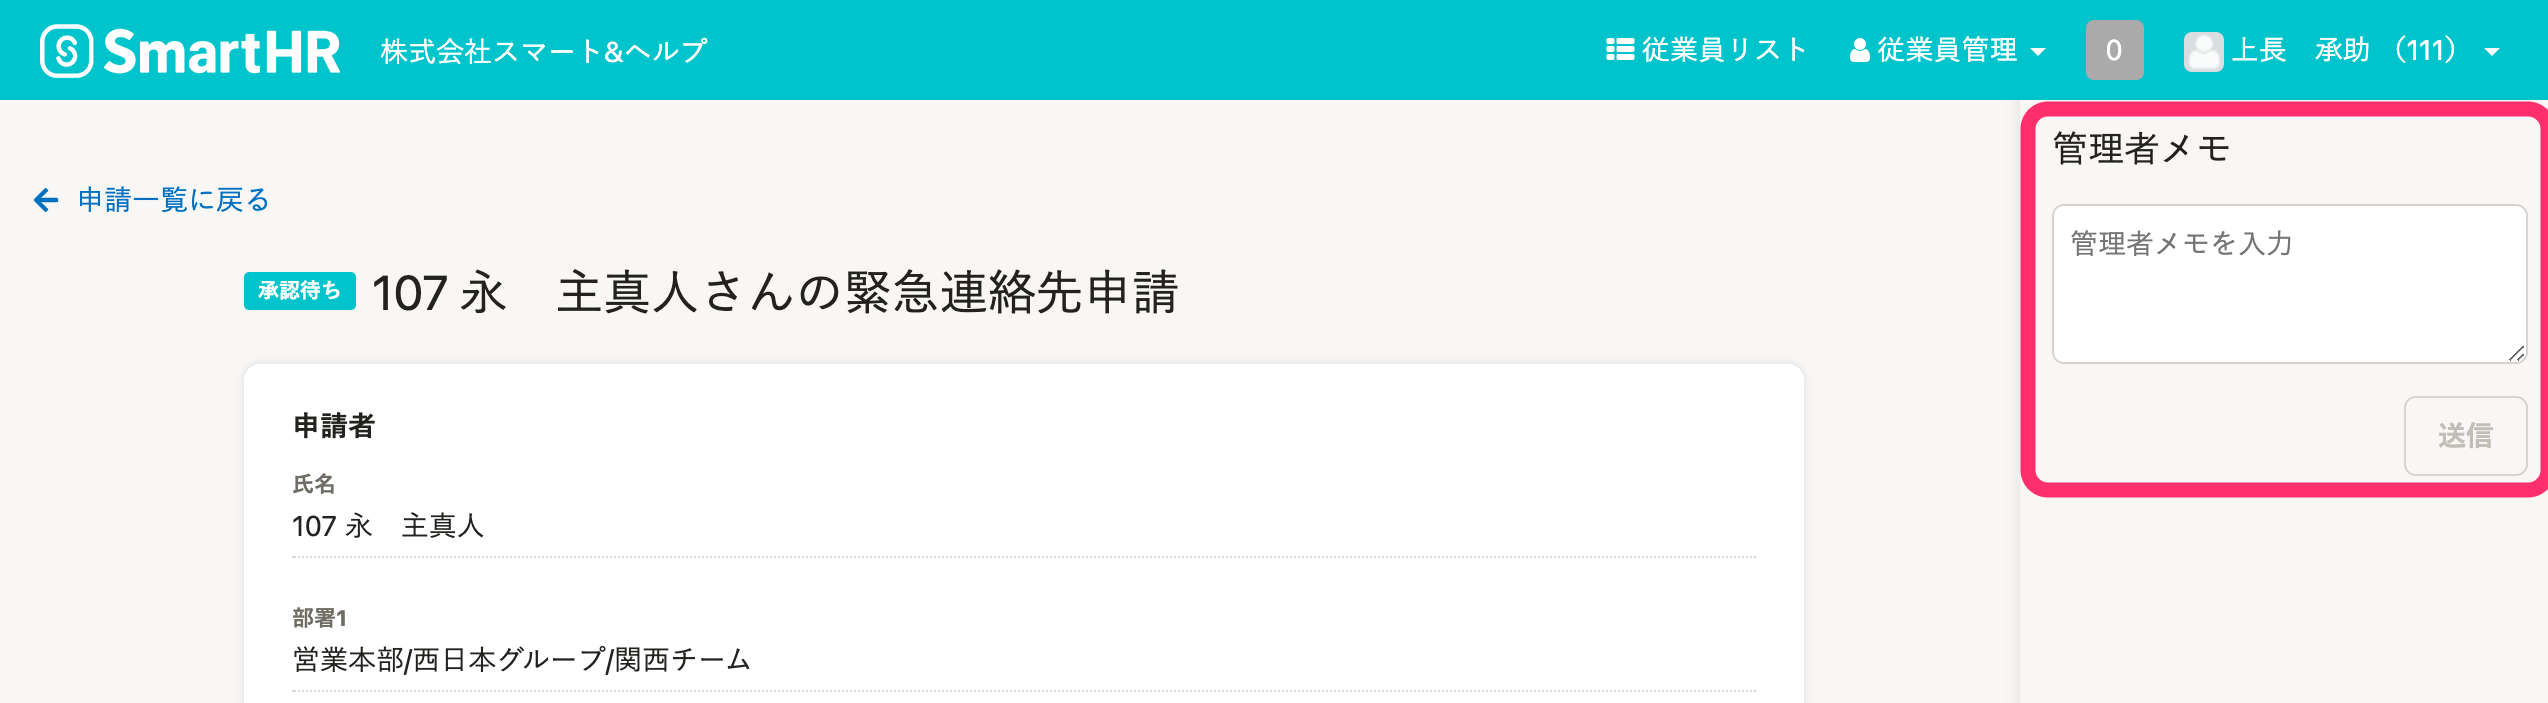 SmartHR 株式会社スマート&ヘルプ 従業員リスト 従業員管理 0 上長　承助 （111）
申請一覧に戻る
承認待ち 107 永　主真人さんの緊急連絡先申請
申請者
氏名
107 永　主真人
部署1
営業本部/西日本グループ/関西チーム
管理者メモ
管理者メモを入力
送信